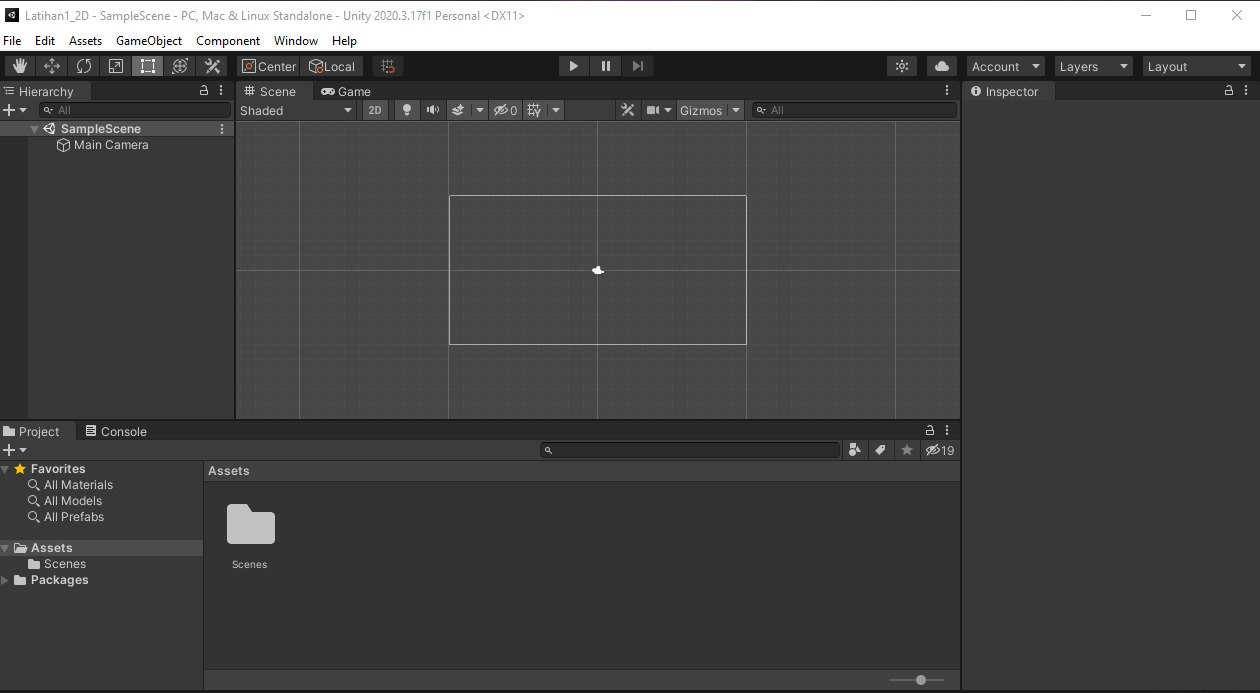 Latihan1_2D - SampleScene - PC, Mac & Linux Standalone - Unity 2020.3.17f1 Personal <DX11>
File Edit Assets GameObject Component Window Help
Center Local Account Layers Layout
Hierarchy
All
SampleScene
Main Camera
Scene Game
Shaded 2D 0 Gizmos All
Inspector
Project Console
19
Favorites
All Materials
All Models
All Prefabs
Assets
Scenes
Packages
Assets
Scenes